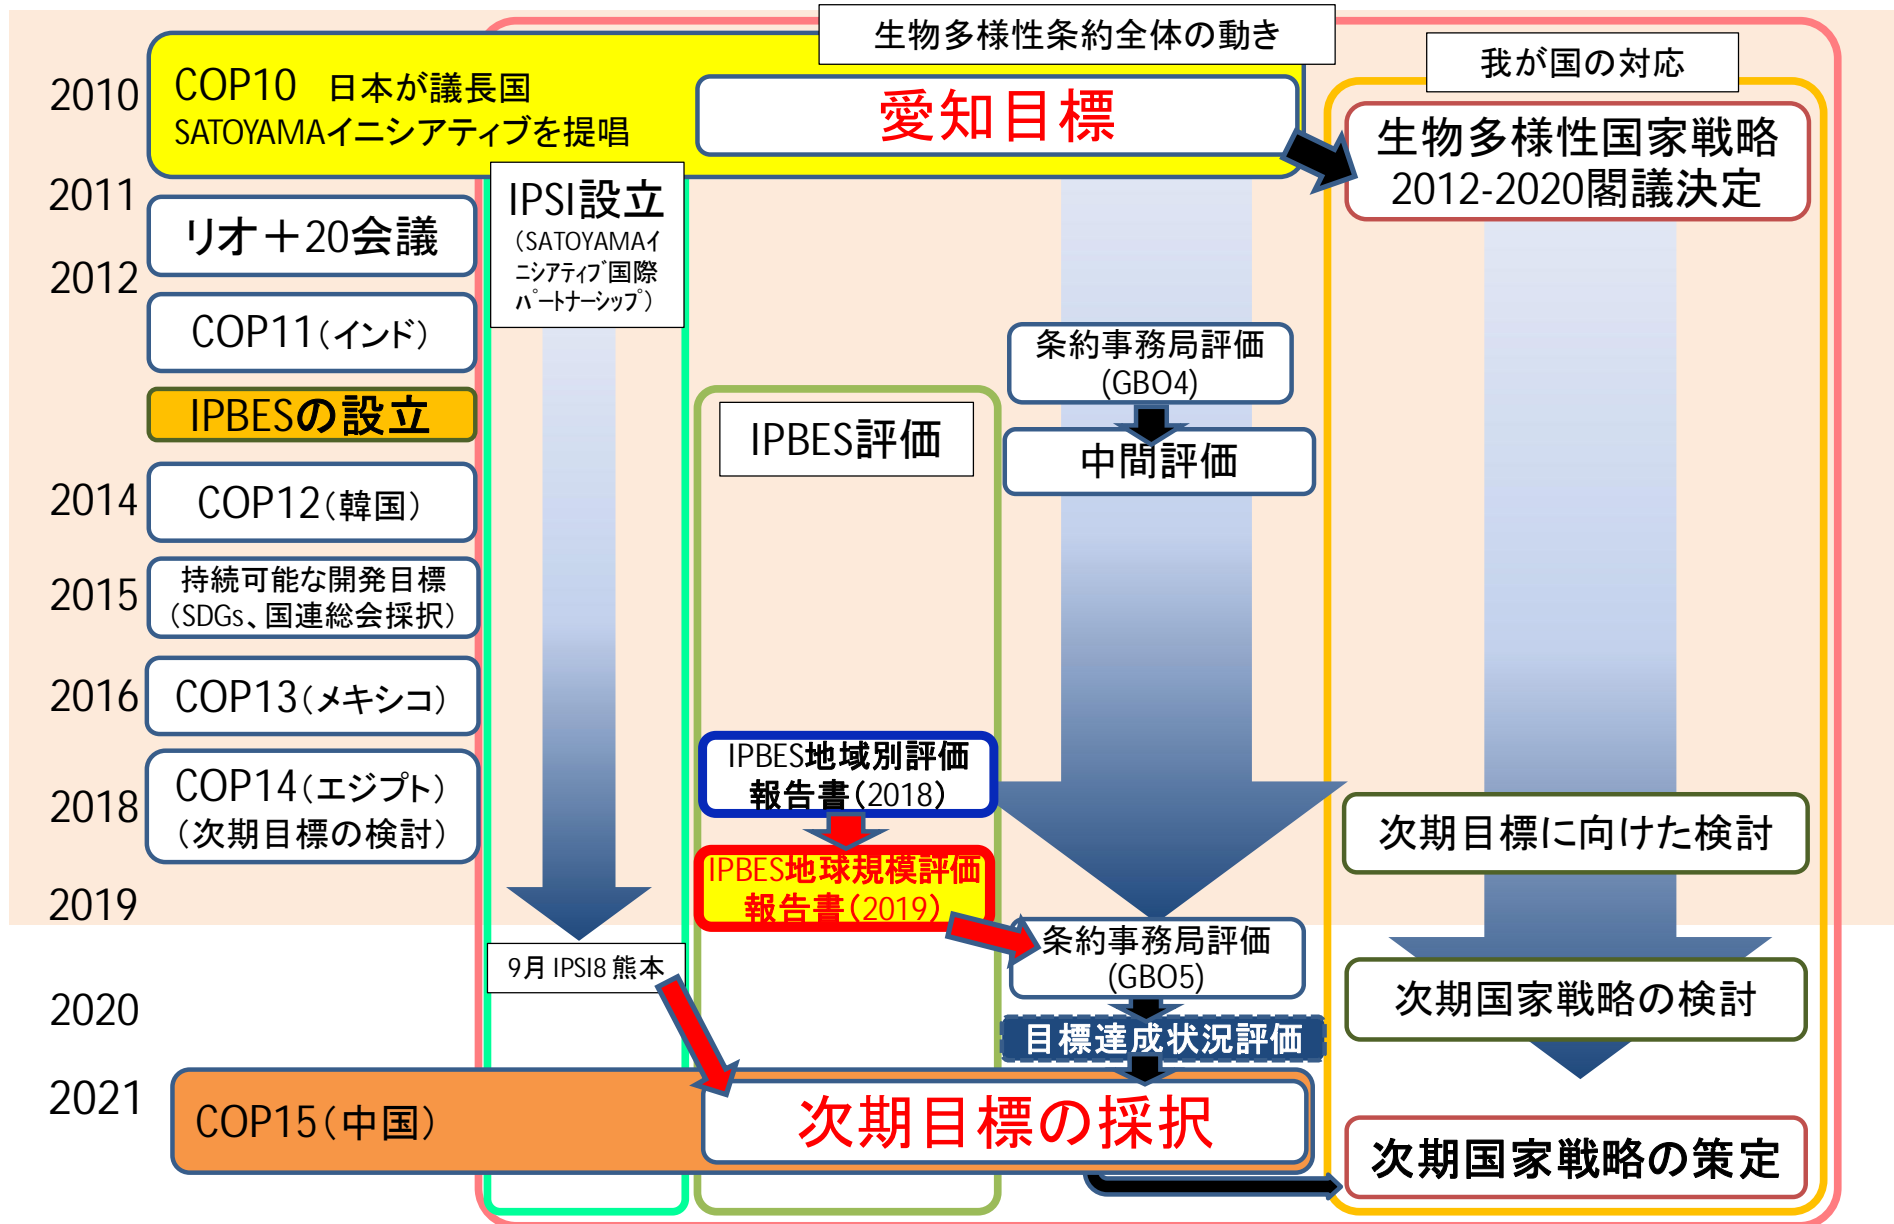 生物多様性条約全体の動き
我が国の対応
2010
COP10 日本が議長国
SATOYAMAイニシアティブを提唱
愛知目標
生物多様性国家戦略
2012-2020閣議決定
2011
リオ＋20会議
IPSI設立
(SATOYAMAイ
ニシアティブ国際
パートナーシップ)
2012
COP11(インド)
条約事務局評価
(GBO4)
IPBESの設立
IPBES評価
中間評価
2014
COP12(韓国)
2015
持続可能な開発目標
(SDGs、国連総会採択)
2016
COP13(メキシコ)
IPBES地域別評価
報告書(2018)
2018
COP14(エジプト)
(次期目標の検討)
次期目標に向けた検討
IPBES地球規模評価
報告書(2019)
2019
条約事務局評価
(GBO5)
9月 IPSI8 熊本
次期国家戦略の検討
2020
目標達成状況評価
2021
COP15(中国)
次期目標の採択
次期国家戦略の策定